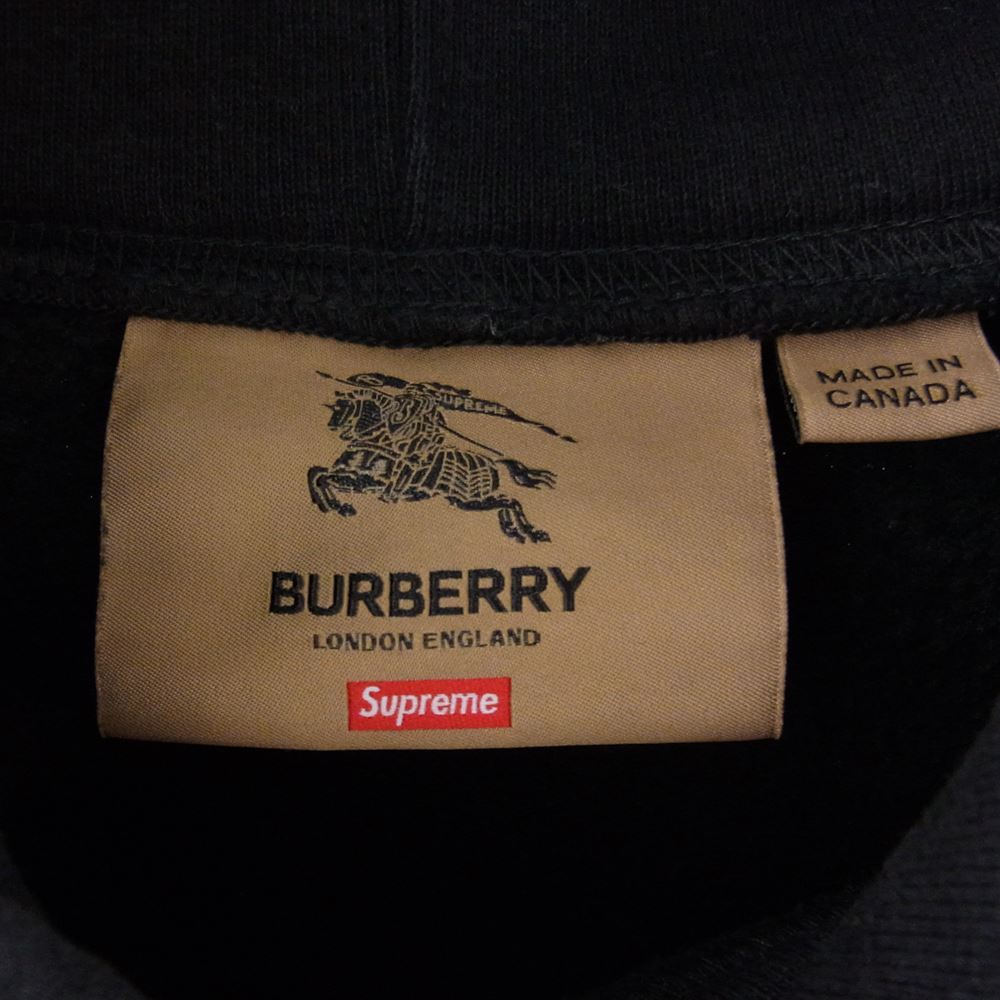 SUPREME
BURBERRY
LONDON ENGLAND
Supreme
MADE IN
CANADA